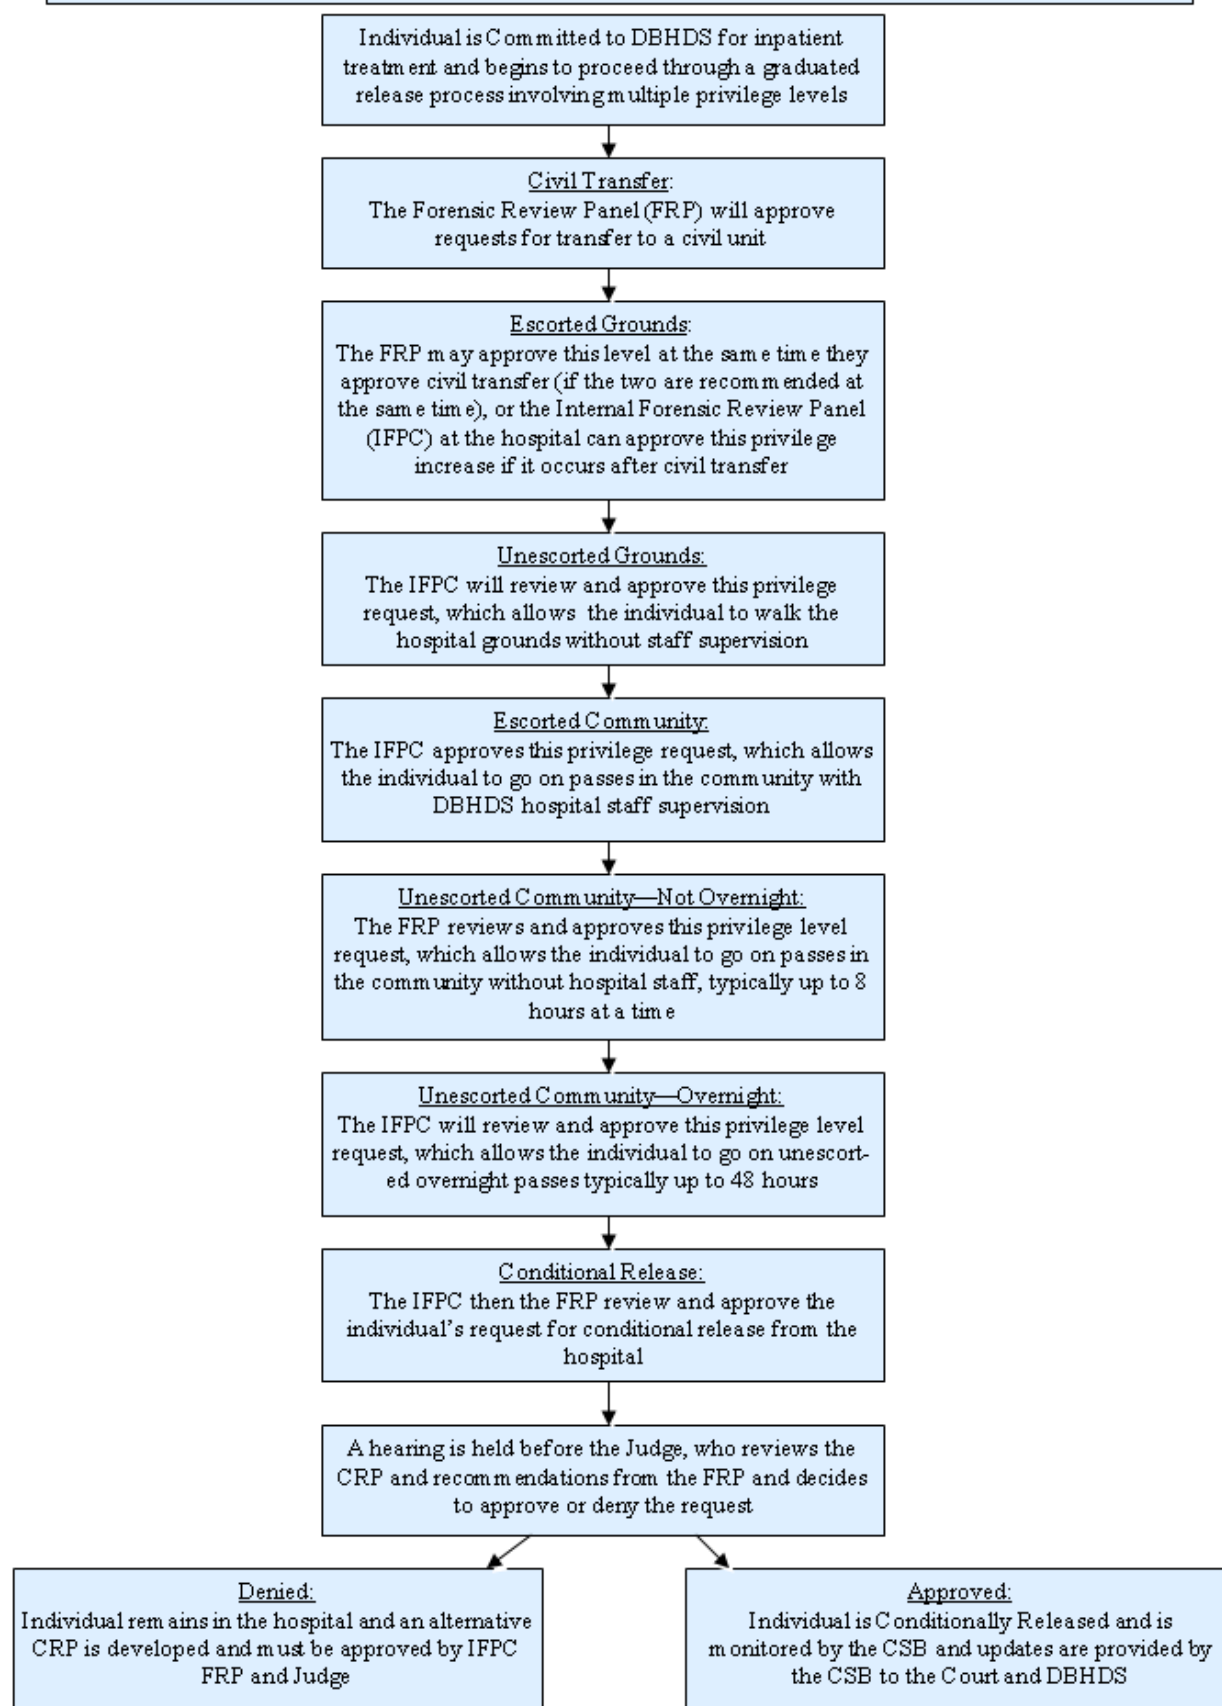 Individual is Committed to DBHDS for inpatient
treatment and begins to proceed through a graduated
release process involving multiple privilege levels
Civil Transfer:
The Forensic Review Panel (FRP) will approve
requests for transfer to a civil unit
Escorted Grounds:
The FRP may approve this level at the same time they
approve civil transfer (if the two are recommended at
the same time), or the Internal Forensic Review Panel
(IFPC) at the hospital can approve this privilege
increase if it occurs after civil transfer
Unescorted Grounds:
The IFPC will review and approve this privilege
request, which allows the individual to walk the
hospital grounds without staff supervision
Escorted Community:
The IFPC approves this privilege request, which allows
the individual to go on passes in the community with
DBHDS hospital staff supervision
Unescorted Community—Not Overnight:
The FRP reviews and approves this privilege level
request, which allows the individual to go on passes in
the community without hospital staff, typically up to 8
hours at a time
Unescorted Community—Overnight:
The IFPC will review and approve this privilege level
request, which allows the individual to go on unescort-
ed overnight passes typically up to 48 hours
Conditional Release:
The IFPC then the FRP review and approve the
individual's request for conditional release from the
hospital
A hearing is held before the Judge, who reviews the
CRP and recommendations from the FRP and decides
to approve or deny the request
Denied:
Individual remains in the hospital and an alternative
CRP is developed and must be approved by IFPC
FRP and Judge
Approved:
Individual is Conditionally Released and is
monitored by the CSB and updates are provided by
the CSB to the Court and DBHDS